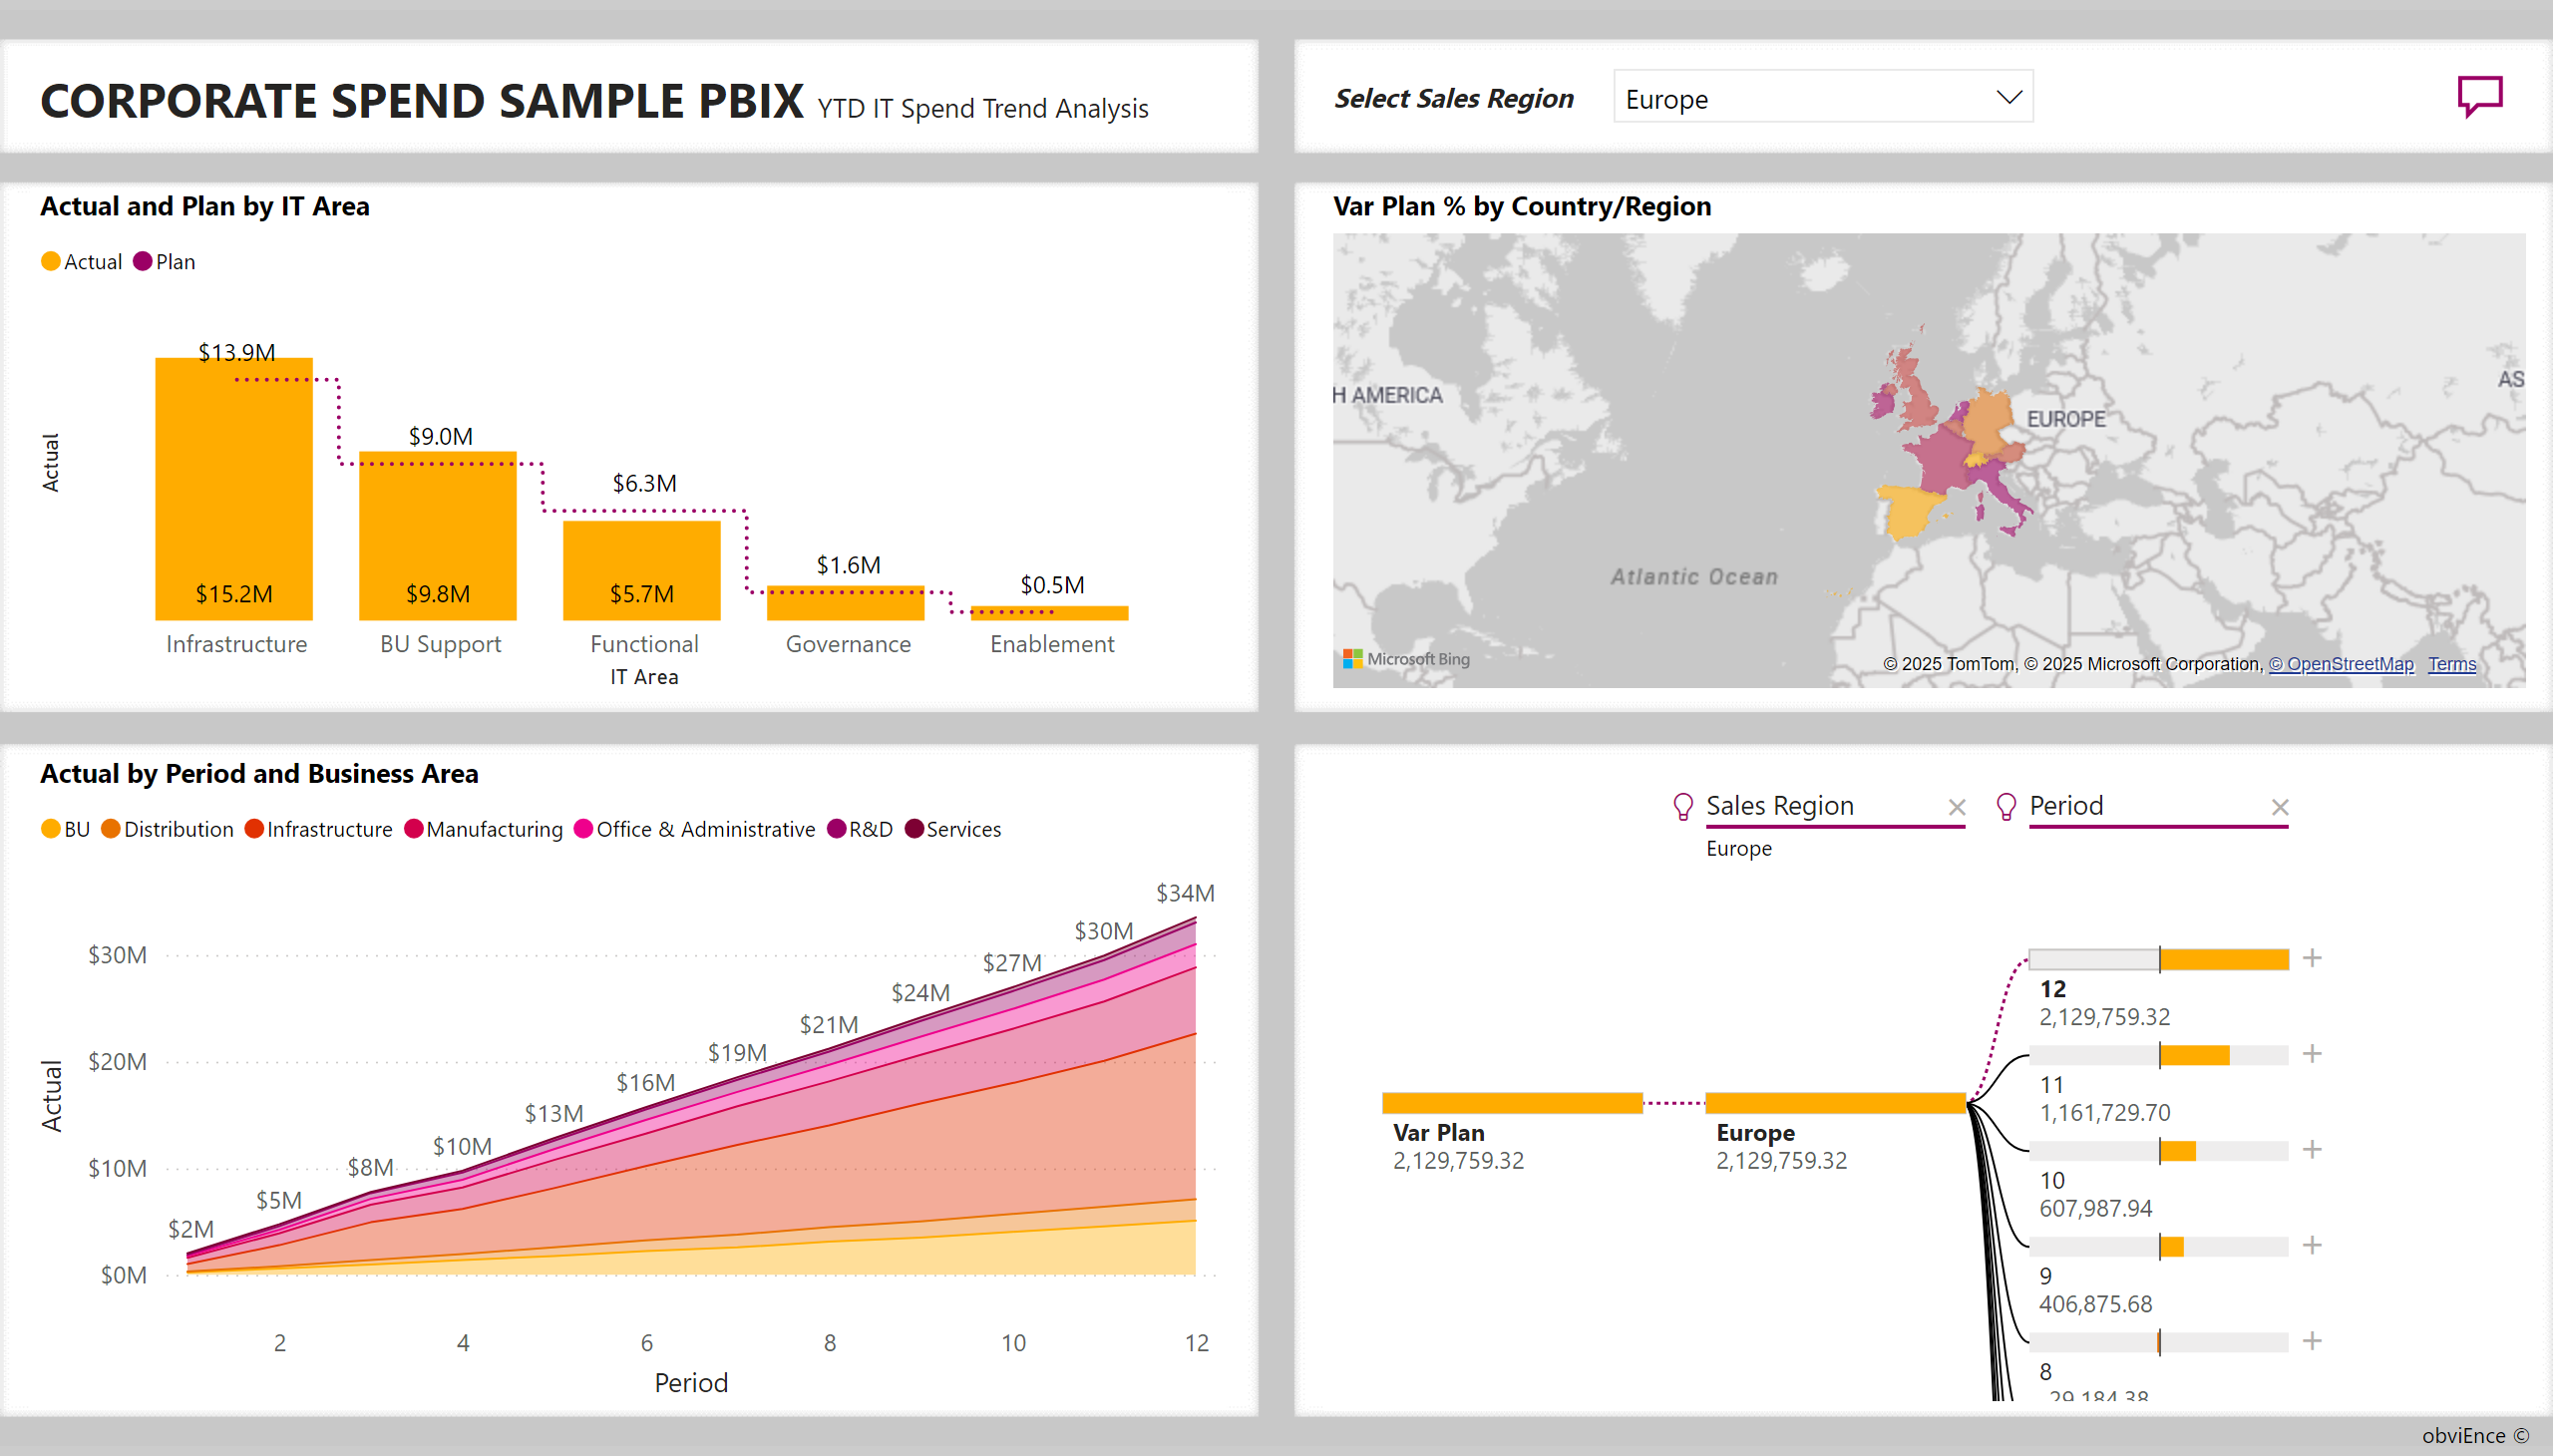 CORPORATE SPEND SAMPLE PBIX YTD IT Spend Trend Analysis
Select Sales Region
Europe
Actual and Plan by IT Area
Actual Plan
Actual
$13.9M
$9.0M
$6.3M
$1.6M
$0.5M
$15.2M
$9.8M
$5.7M
Infrastructure
BU Support
Functional
Governance
Enablement
IT Area
Var Plan % by Country/Region
H AMERICA
EUROPE
AS
Atlantic Ocean
Microsoft Bing
© 2025 TomTom, © 2025 Microsoft Corporation, © OpenStreetMap Terms
Actual by Period and Business Area
BU Distribution Infrastructure Manufacturing Office & Administrative R&D Services
Actual
$30M
$20M
$10M
$0M
$2M
$5M
$8M
$10M
$13M
$16M
$19M
$21M
$24M
$27M
$30M
$34M
2
4
6
8
10
12
Period
Sales Region
Europe
Period
Var Plan
2,129,759.32
Europe
2,129,759.32
12
2,129,759.32
11
1,161,729.70
10
607,987.94
9
406,875.68
8
obviEnce ©